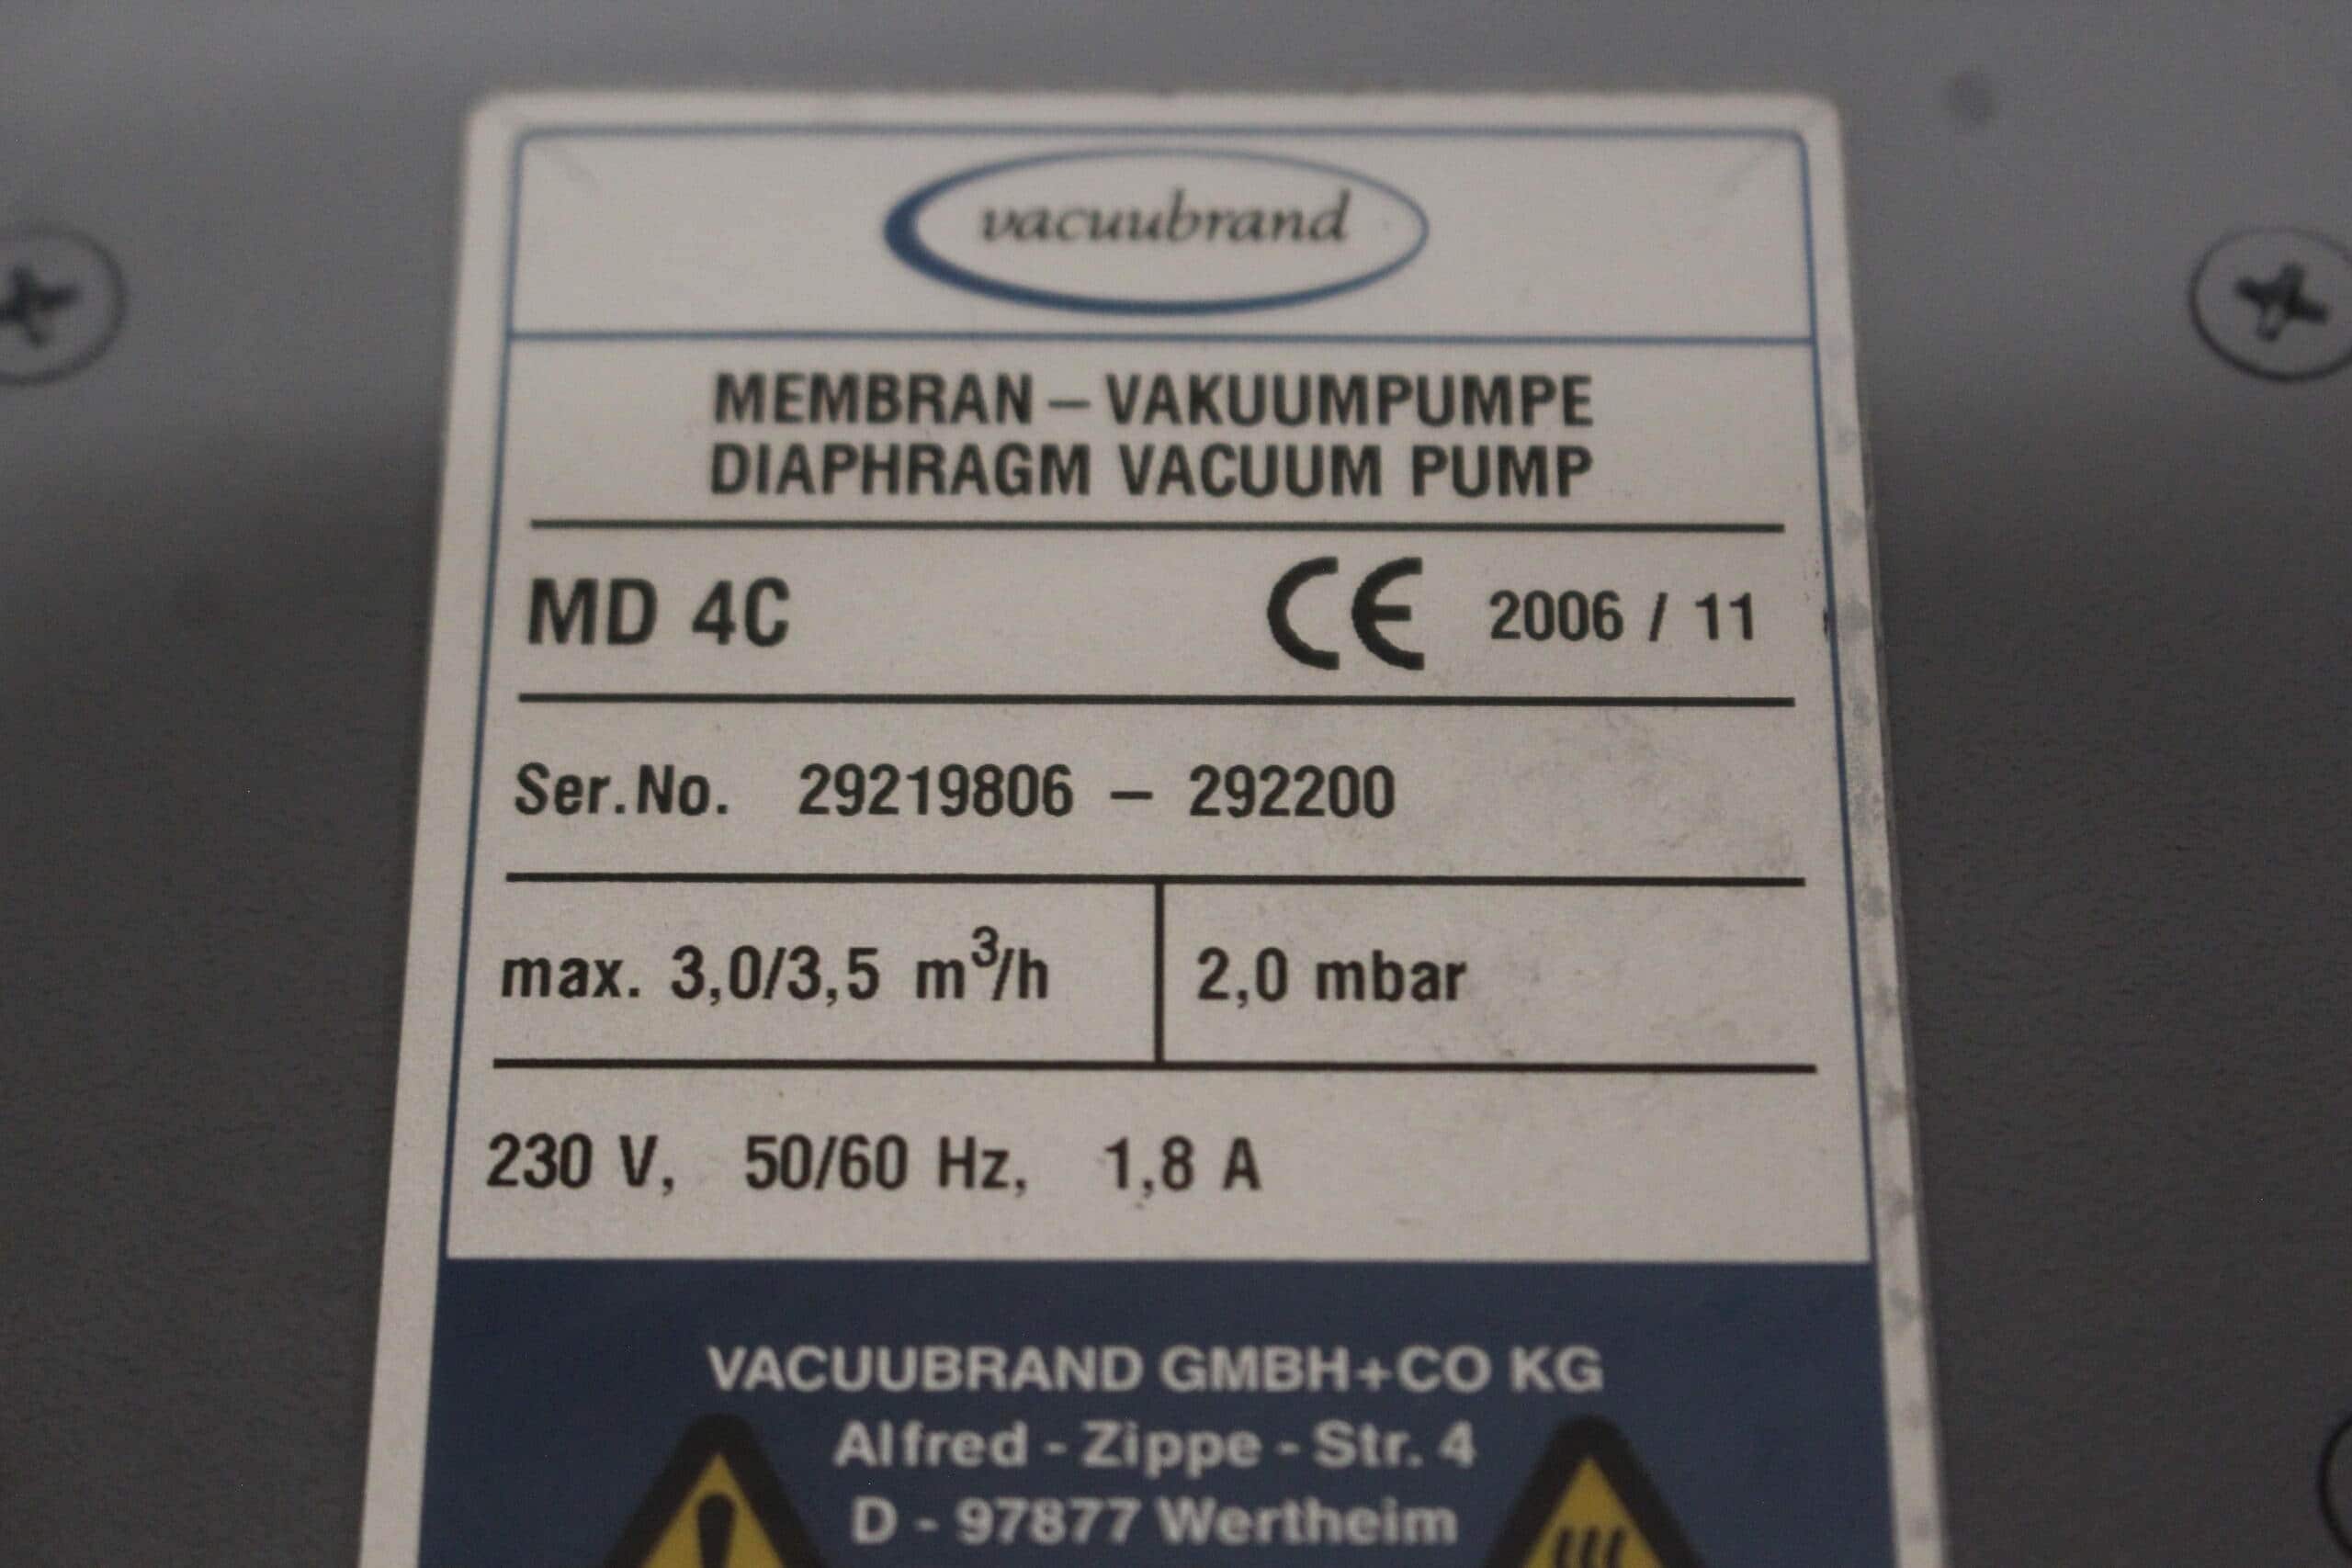 vacuubrand
MEMBRAN – VAKUUMPUMPE
DIAPHRAGM VACUUM PUMP
MD 4C CE 2006 / 11
Ser.No. 29219806 – 292200
max. 3,0/3,5 m³/h 2,0 mbar
230 V, 50/60 Hz, 1,8 A
VACUUBRAND GMBH+CO KG
Alfred - Zippe - Str. 4
D - 97877 Wertheim